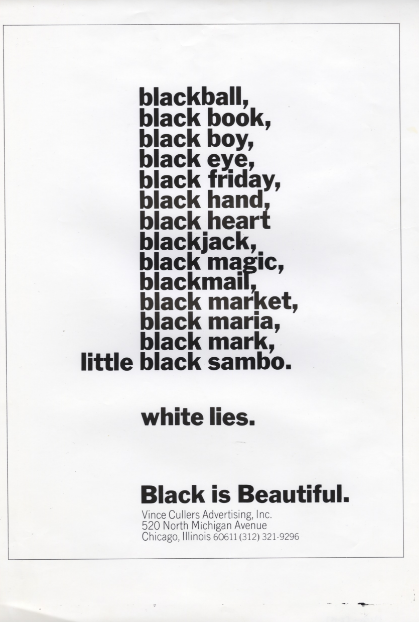 blackball,
black book,
black boy,
black eye,
black friday,
black hand,
black heart
blackjack,
black magic,
blackmail,
black market,
black maria,
black mark,
little black sambo.
white lies.
Black is Beautiful.
Vince Cullers Advertising, Inc.
520 North Michigan Avenue
Chicago, Illinois 60611 (312) 321-9296